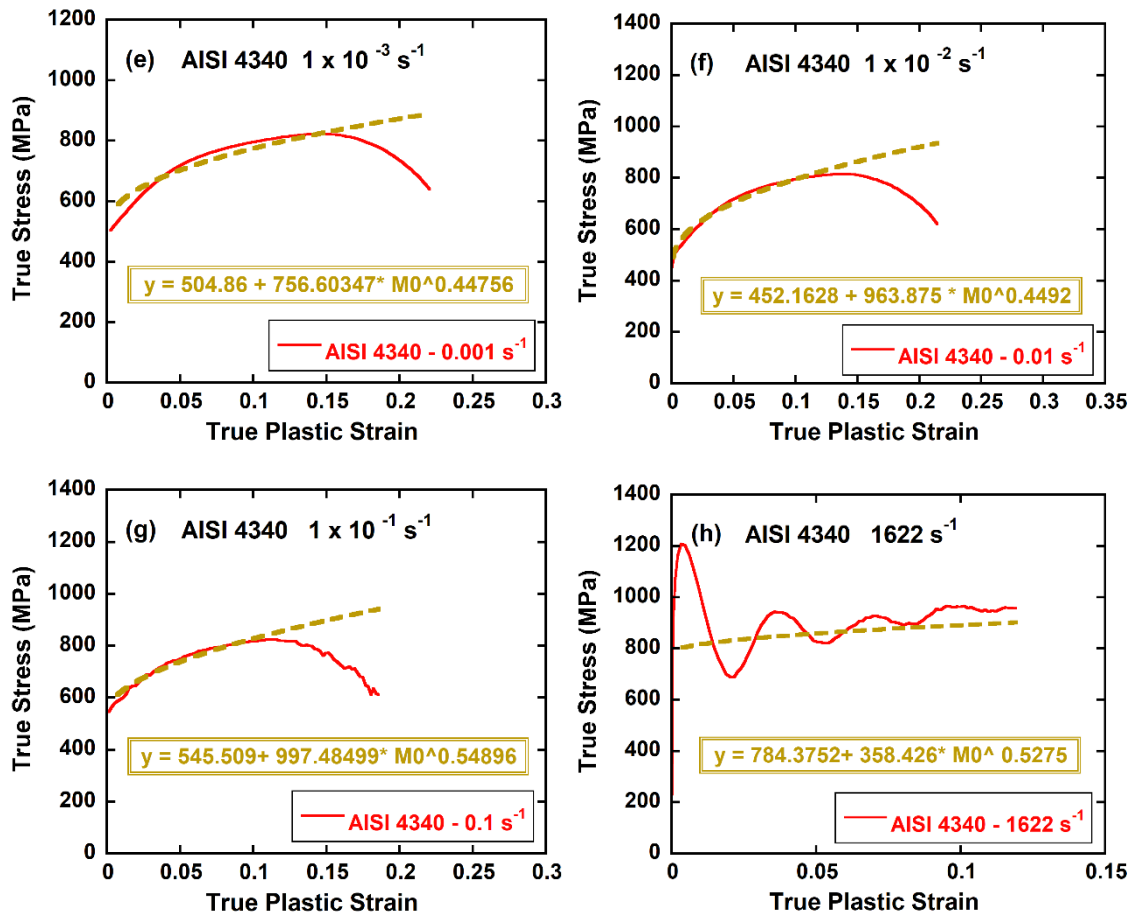 (e) AISI 4340 1 x 10⁻³ s⁻¹
True Stress (MPa)
1200
1000
800
600
400
200
0
y = 504.86 + 756.60347* M0^0.44756
AISI 4340 - 0.001 s⁻¹
0 0.05 0.1 0.15 0.2 0.25 0.3
True Plastic Strain
(f) AISI 4340 1 x 10⁻² s⁻¹
True Stress (MPa)
1400
1200
1000
800
600
400
200
0
y = 452.1628 + 963.875 * M0^0.4492
AISI 4340 - 0.01 s⁻¹
0 0.05 0.1 0.15 0.2 0.25 0.3 0.35
True Plastic Strain
(g) AISI 4340 1 x 10⁻¹ s⁻¹
True Stress (MPa)
1400
1200
1000
800
600
400
200
0
y = 545.509+ 997.48499* M0^0.54896
AISI 4340 - 0.1 s⁻¹
0 0.05 0.1 0.15 0.2 0.25 0.3
True Plastic Strain
(h) AISI 4340 1622 s⁻¹
True Stress (MPa)
1400
1200
1000
800
600
400
200
0
y = 784.3752+ 358.426* M0^ 0.5275
AISI 4340 - 1622 s⁻¹
0 0.05 0.1 0.15
True Plastic Strain